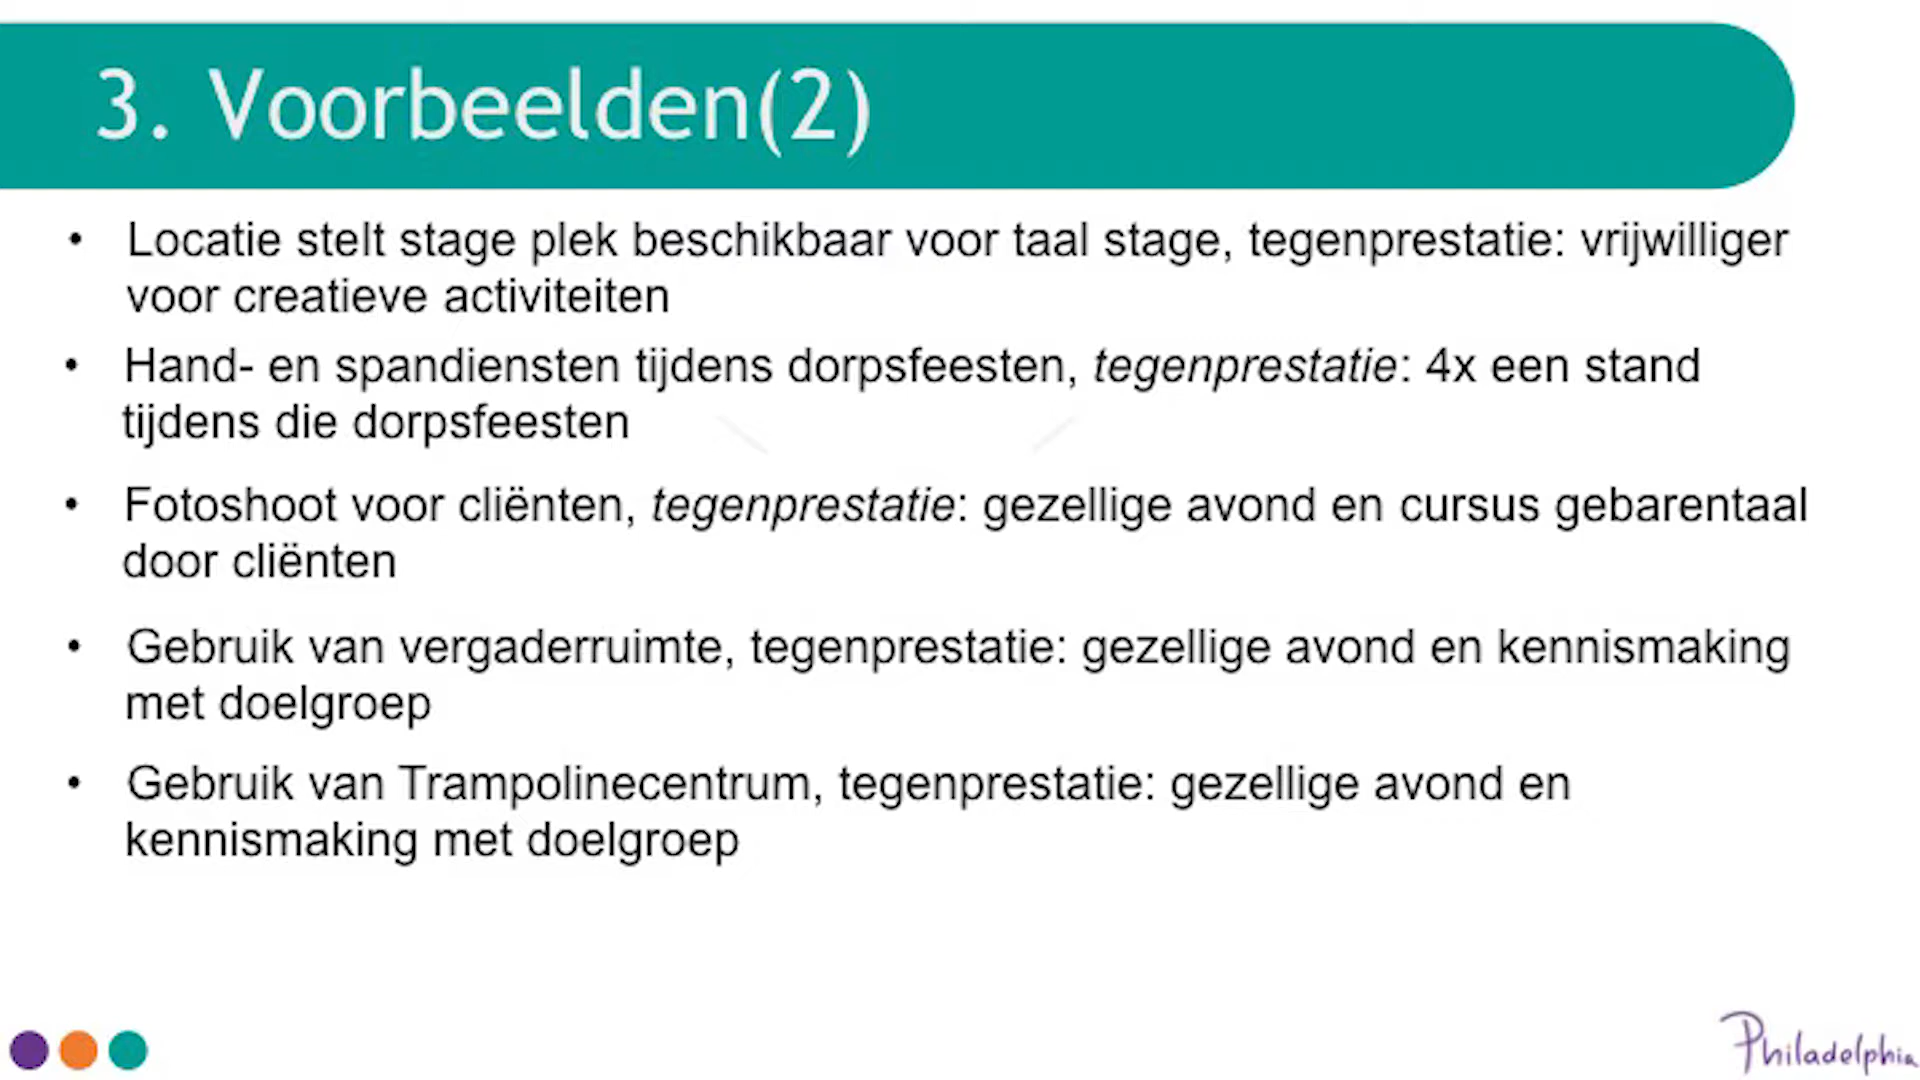 3. Voorbeelden(2)
• Locatie stelt stage plek beschikbaar voor taal stage, tegenprestatie: vrijwilliger
voor creatieve activiteiten
• Hand- en spandiensten tijdens dorpsfeesten, tegenprestatie: 4x een stand
tijdens die dorpsfeesten
• Fotoshoot voor cliënten, tegenprestatie: gezellige avond en cursus gebarentaal
door cliënten
• Gebruik van vergaderruimte, tegenprestatie: gezellige avond en kennismaking
met doelgroep
• Gebruik van Trampolinecentrum, tegenprestatie: gezellige avond en
kennismaking met doelgroep
Philadelphia